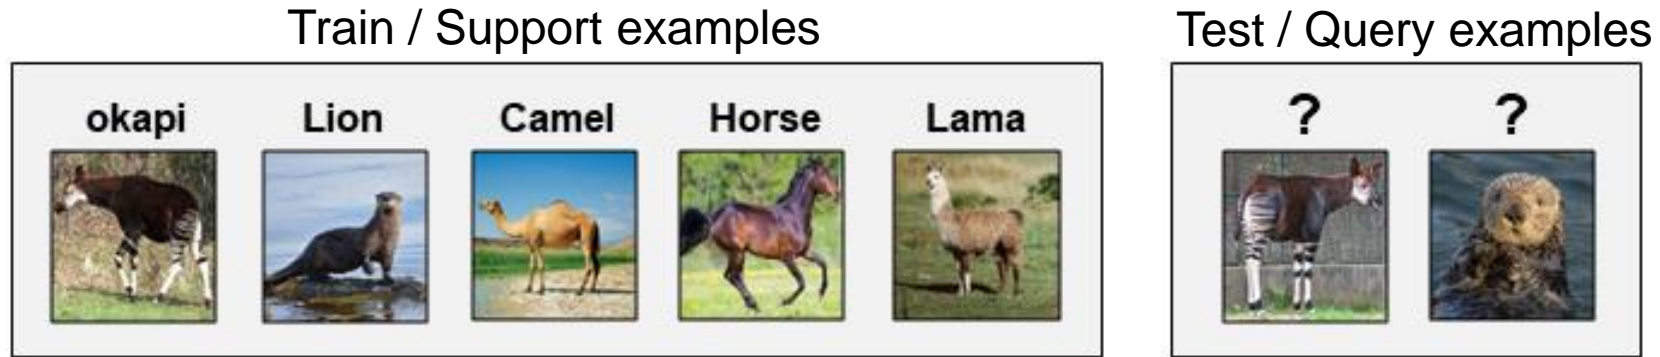 Train / Support examples
Test / Query examples
okapi Lion Camel Horse Lama
? ?